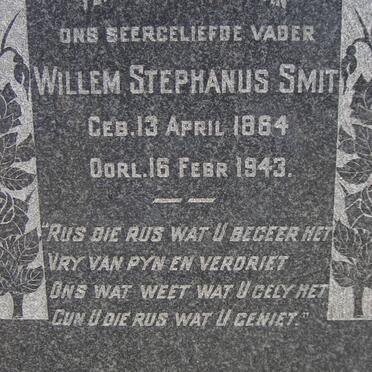 ONS SEERGELIEFDE VADER
WILLEM STEPHANUS SMIT
GEB. 13 APRIL 1864
OORL. 16 FEBR 1943.
"RUS DIE RUS WAT U BEGEER HET
VRY VAN PYN EN VERDRIET
ONS WAT WEET WAT U GELY HET
GUN U DIE RUS WAT U GENIET."